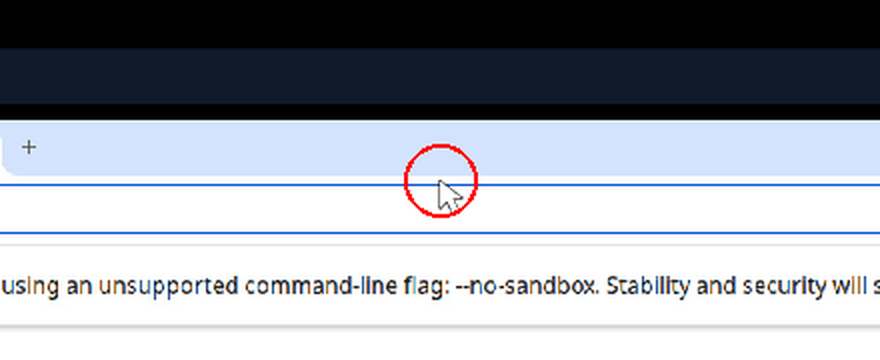 +
using an unsupported command-line flag: --no-sandbox. Stability and security will s